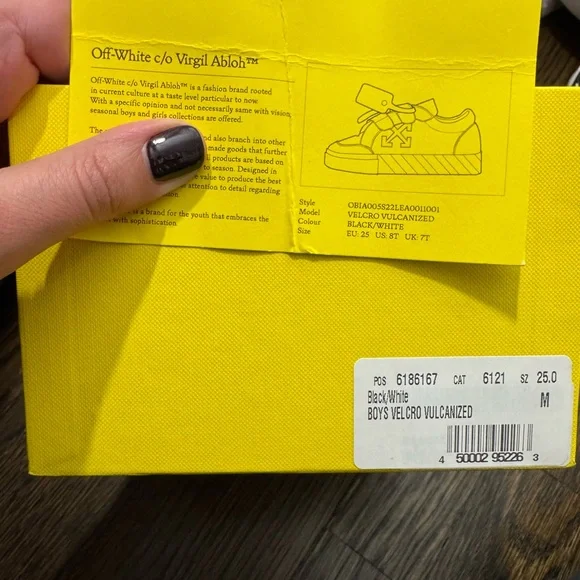 Off-White c/o Virgil Abloh™
Off-White c/o Virgil Abloh™ is a fashion brand rooted
in current culture at a taste level particular to now.
With a specific opinion and not necessarily same with vision,
seasonal boys and girls collections are offered.
The and also branch into other
made goods that further
products are based on
to season. Designed in
value to produce the best
attention to detail regarding
is a brand for the youth that embraces the
with sophistication
Style OBIA005S22LEA0011001
Model VELCRO VULCANIZED
Colour BLACK/WHITE
Size EU: 25 US: 8T UK: 7T
POS 6186167 CAT 6121 SZ 25.0
Black/White M
BOYS VELCRO VULCANIZED
4 50002 95226 3